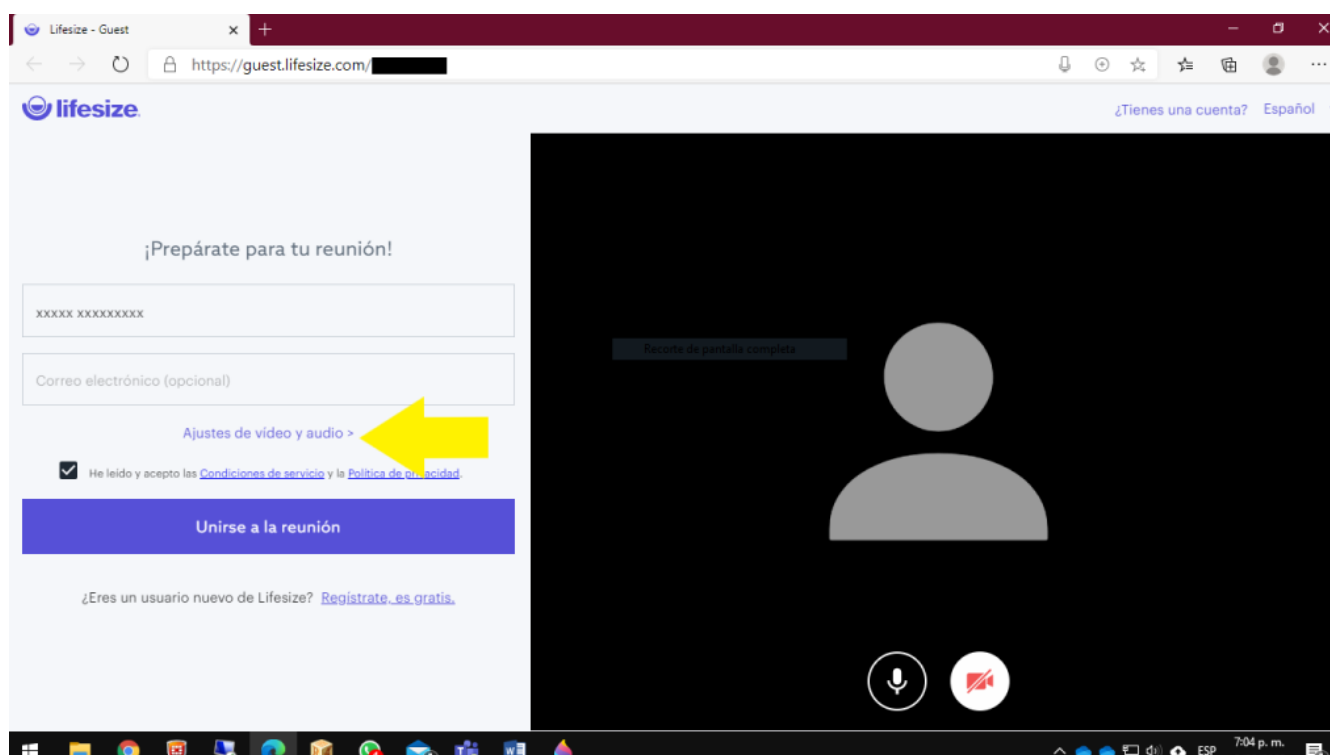 Lifesize - Guest
https://guest.lifesize.com/
lifesize.
¿Tienes una cuenta? Español
¡Prepárate para tu reunión!
xxxxx xxxxxxxxx
Recorte de pantalla completa
Correo electrónico (opcional)
Ajustes de vídeo y audio >
He leído y acepto las Condiciones de servicio y la Política de privacidad.
Unirse a la reunión
¿Eres un usuario nuevo de Lifesize? Regístrate, es gratis.
ESP
7:04 p. m.